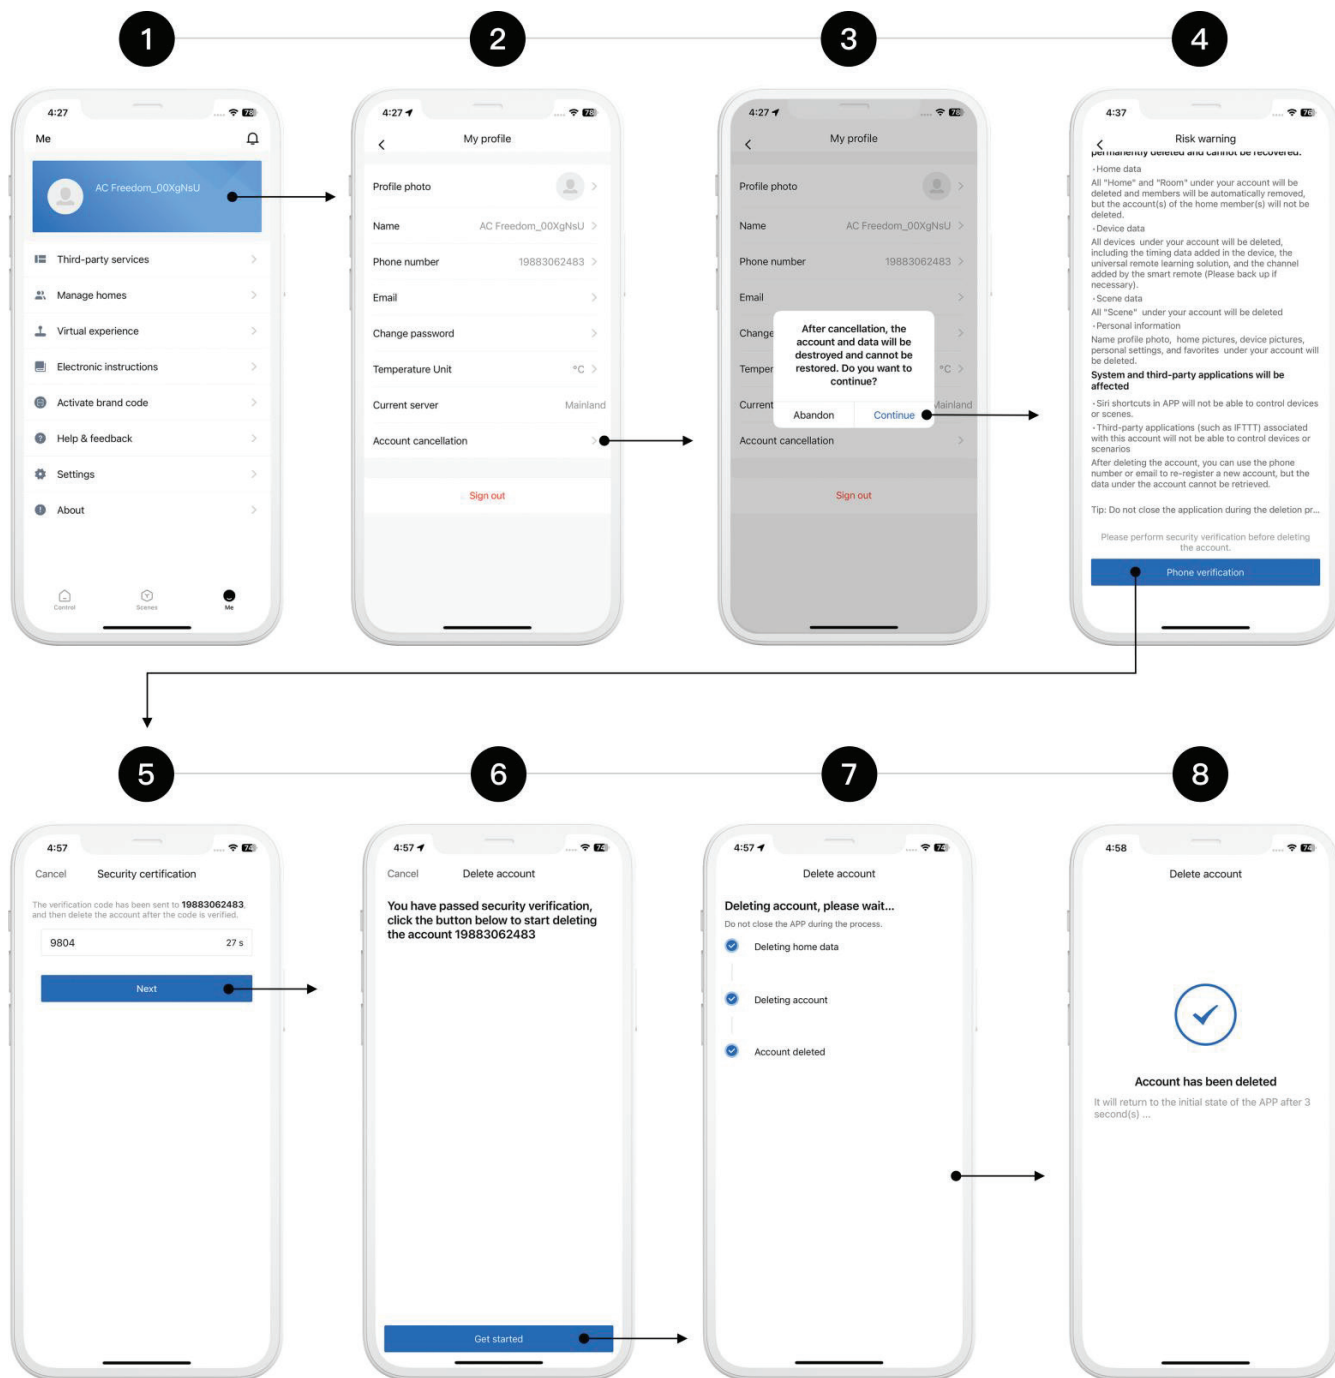 1
2
3
4
4:27
78
Me
AC Freedom_00XgNsU
Third-party services
Manage homes
Virtual experience
Electronic instructions
Activate brand code
Help & feedback
Settings
About
Control
Scenes
Me
4:27
78
My profile
Profile photo
Name
AC Freedom_00XgNsU
Phone number
19883062483
Email
Change password
Temperature Unit
°C
Current server
Mainland
Account cancellation
Sign out
4:27
78
My profile
Profile photo
Name
AC Freedom_00XgNsU
Phone number
19883062483
Email
Change
After cancellation, the
account and data will be
destroyed and cannot be
restored. Do you want to
continue?
Abandon
Continue
Temper
°C
Current
Mainland
Account cancellation
Sign out
4:37
76
Risk warning
permanently deleted and cannot be recovered.
·Home data
All "Home" and "Room" under your account will be
deleted and members will be automatically removed,
but the account(s) of the home member(s) will not be
deleted.
·Device data
All devices under your account will be deleted,
including the timing data added in the device, the
universal remote learning solution, and the channel
added by the smart remote (Please back up if
necessary).
·Scene data
All "Scene" under your account will be deleted
·Personal information
Name profile photo, home pictures, device pictures,
personal settings, and favorites under your account will
be deleted.
System and third-party applications will be
affected
·Siri shortcuts in APP will not be able to control devices
or scenes.
·Third-party applications (such as IFTTT) associated
with this account will not be able to control devices or
scenarios
After deleting the account, you can use the phone
number or email to re-register a new account, but the
data under the account cannot be retrieved.
Tip: Do not close the application during the deletion pr...
Please perform security verification before deleting
the account.
Phone verification
5
6
7
8
4:57
74
Cancel
Security certification
The verification code has been sent to 19883062483,
and then delete the account after the code is verified.
9804
27 s
Next
4:57
74
Cancel
Delete account
You have passed security verification,
click the button below to start deleting
the account 19883062483
Get started
4:57
74
Delete account
Deleting account, please wait...
Do not close the APP during the process.
Deleting home data
Deleting account
Account deleted
4:58
74
Delete account
Account has been deleted
It will return to the initial state of the APP after 3
second(s) ...